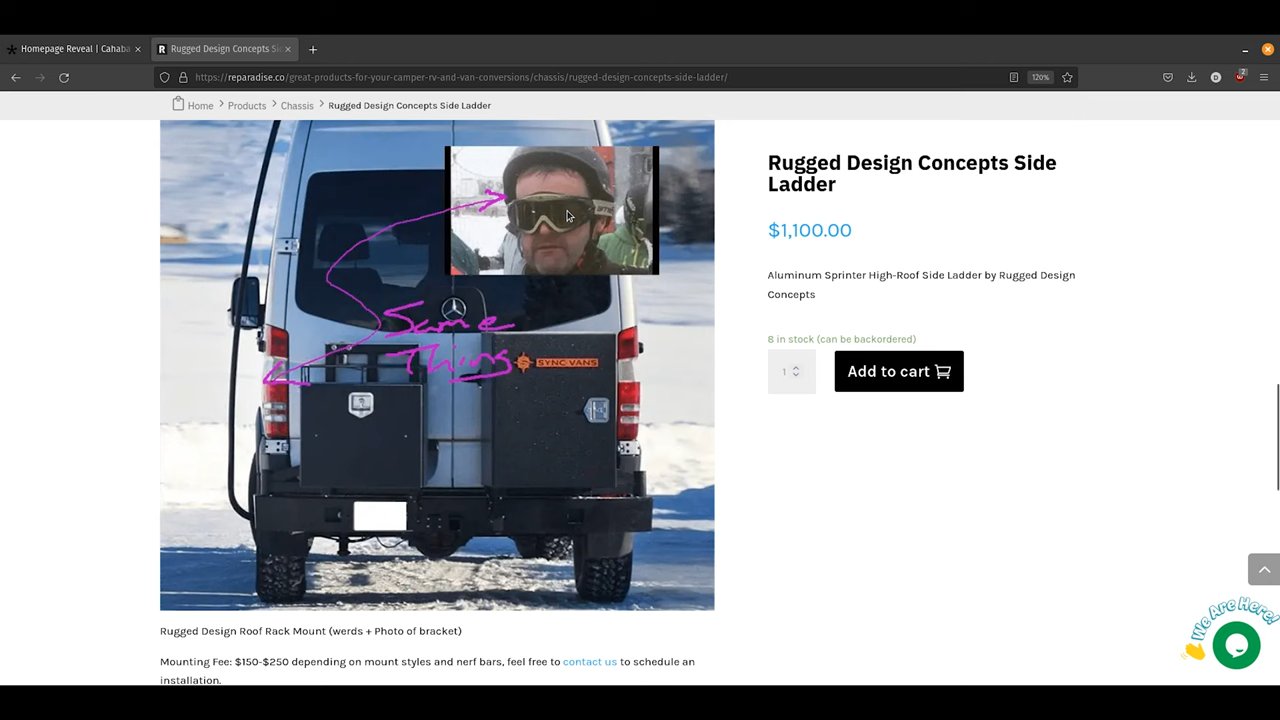 Homepage Reveal | Cahaba
Rugged Design Concepts Si
https://reparadise.co/great-products-for-your-camper-rv-and-van-conversions/chassis/rugged-design-concepts-side-ladder/
120%
2
Home > Products > Chassis > Rugged Design Concepts Side Ladder
Same
Thing
SYNC VANS
Rugged Design Concepts Side
Ladder
$1,100.00
Aluminum Sprinter High-Roof Side Ladder by Rugged Design
Concepts
8 in stock (can be backordered)
1
Add to cart
Rugged Design Roof Rack Mount (werds + Photo of bracket)
Mounting Fee: $150-$250 depending on mount styles and nerf bars, feel free to contact us to schedule an
installation.
We Are Here!